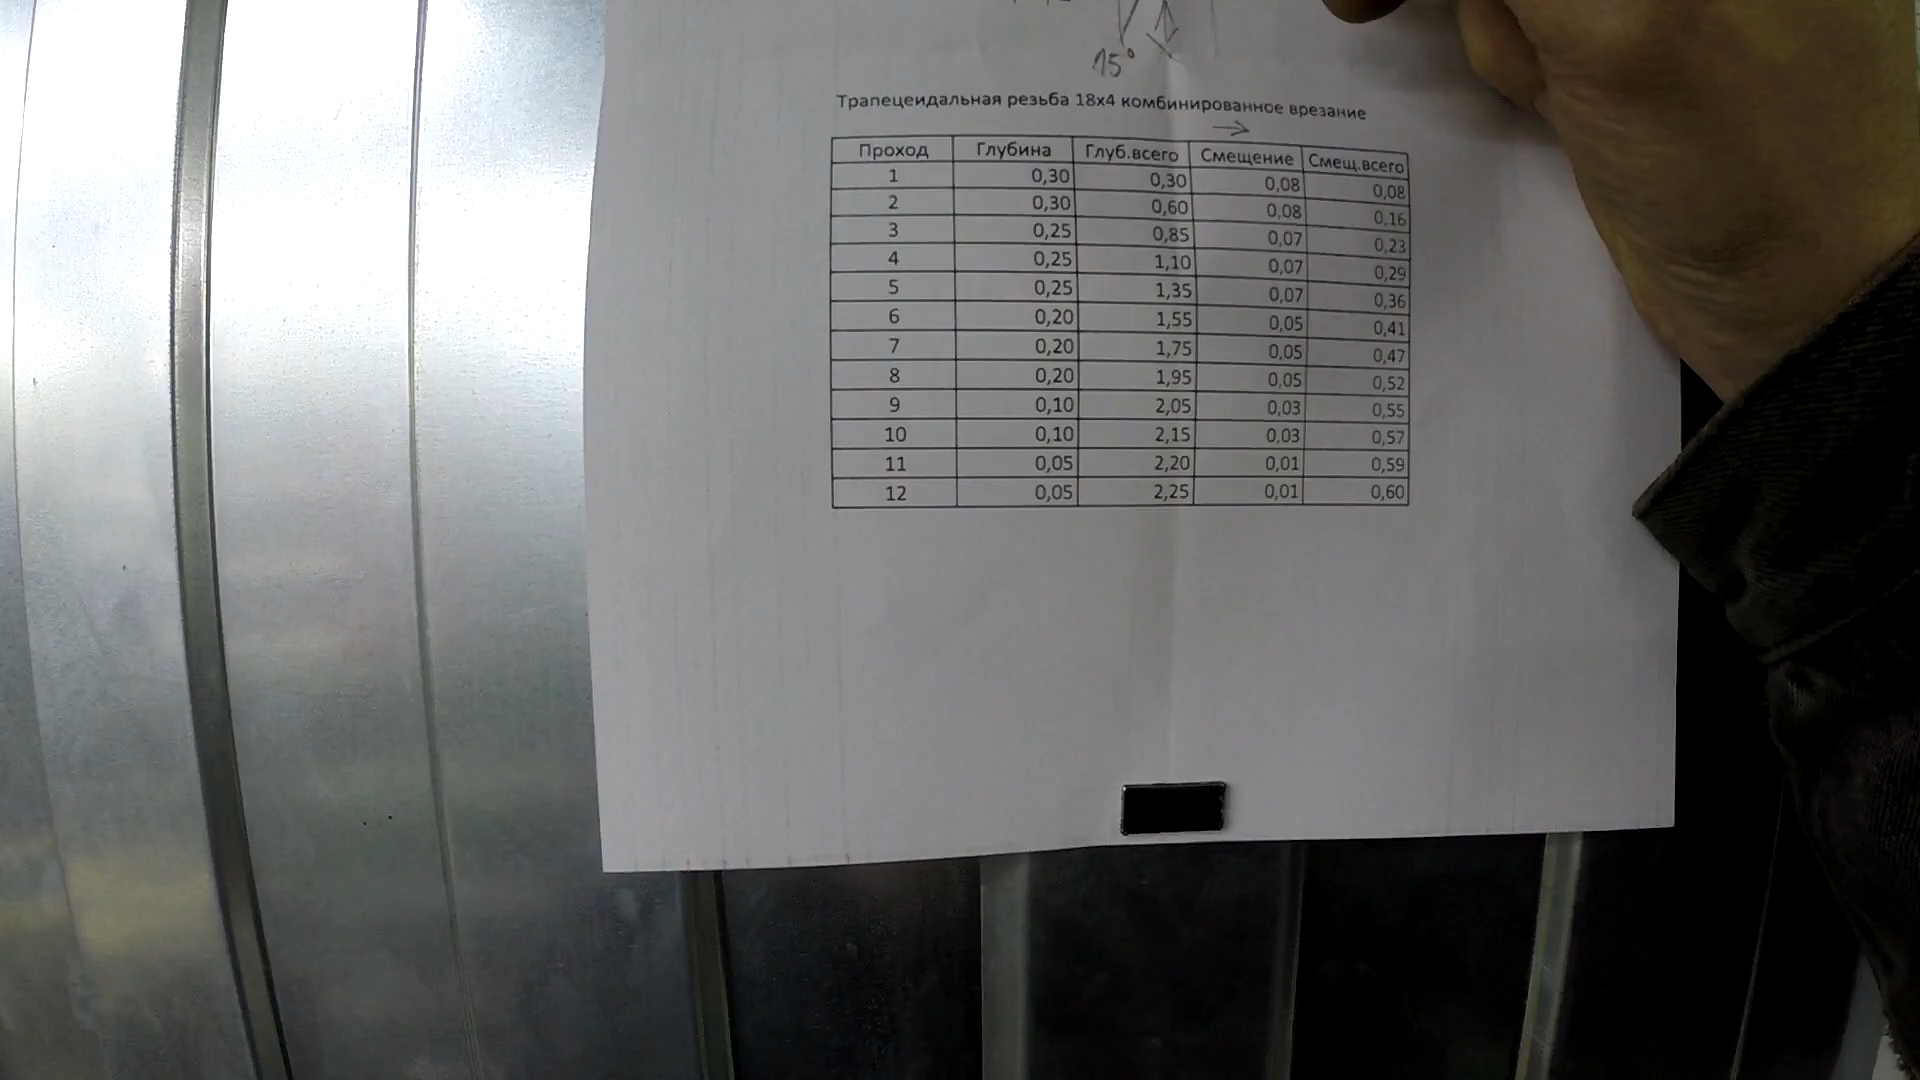 15°
Трапецеидальная резьба 18х4 комбинированное врезание
→
Проход Глубина Глуб.всего Смещение Смещ.всего
1 0,30 0,30 0,08 0,08
2 0,30 0,60 0,08 0,16
3 0,25 0,85 0,07 0,23
4 0,25 1,10 0,07 0,29
5 0,25 1,35 0,07 0,36
6 0,20 1,55 0,05 0,41
7 0,20 1,75 0,05 0,47
8 0,20 1,95 0,05 0,52
9 0,10 2,05 0,03 0,55
10 0,10 2,15 0,03 0,57
11 0,05 2,20 0,01 0,59
12 0,05 2,25 0,01 0,60